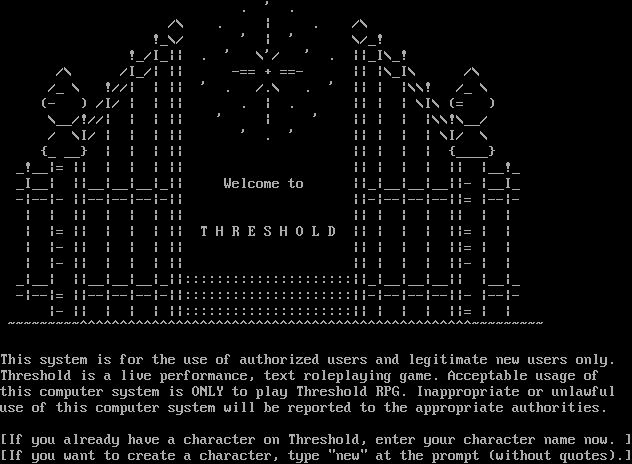 Welcome to
T H R E S H O L D
This system is for the use of authorized users and legitimate new users only.
Threshold is a live performance, text roleplaying game. Acceptable usage of
this computer system is ONLY to play Threshold RPG. Inappropriate or unlawful
use of this computer system will be reported to the appropriate authorities.
[If you already have a character on Threshold, enter your character name now. ]
[If you want to create a character, type "new" at the prompt (without quotes).]